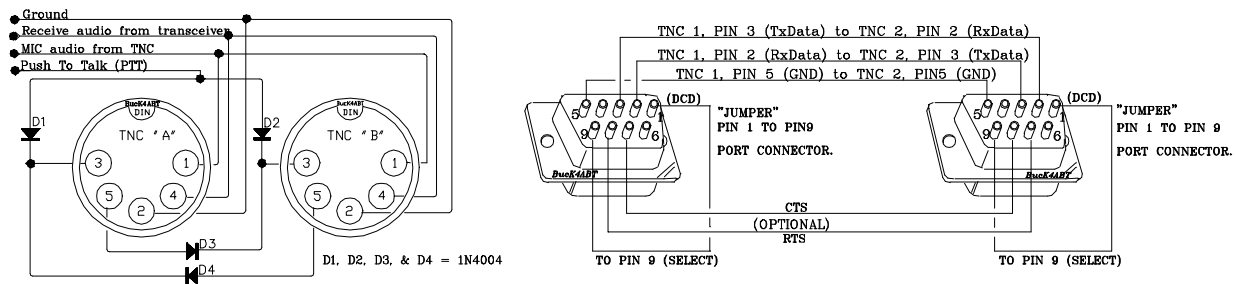 Ground
Receive audio from transceiver
MIC audio from TNC
Push To Talk (PTT)
D1
BucK4ABT
DIN
TNC "A"
3
1
5
4
2
D2
BucK4ABT
DIN
TNC "B"
3
1
5
4
2
D3
D4
D1, D2, D3, & D4 = 1N4004
TNC 1, PIN 3 (TxData) to TNC 2, PIN 2 (RxData)
TNC 1, PIN 2 (RxData) to TNC 2, PIN 3 (TxData)
TNC 1, PIN 5 (GND) to TNC 2, PIN5 (GND)
5
1
9
6
(DCD)
"JUMPER"
PIN 1 TO PIN9
PORT CONNECTOR.
BucK4ABT
5
1
9
6
(DCD)
"JUMPER"
PIN 1 TO PIN 9
PORT CONNECTOR.
BucK4ABT
CTS
(OPTIONAL)
RTS
TO PIN 9 (SELECT)
TO PIN 9 (SELECT)